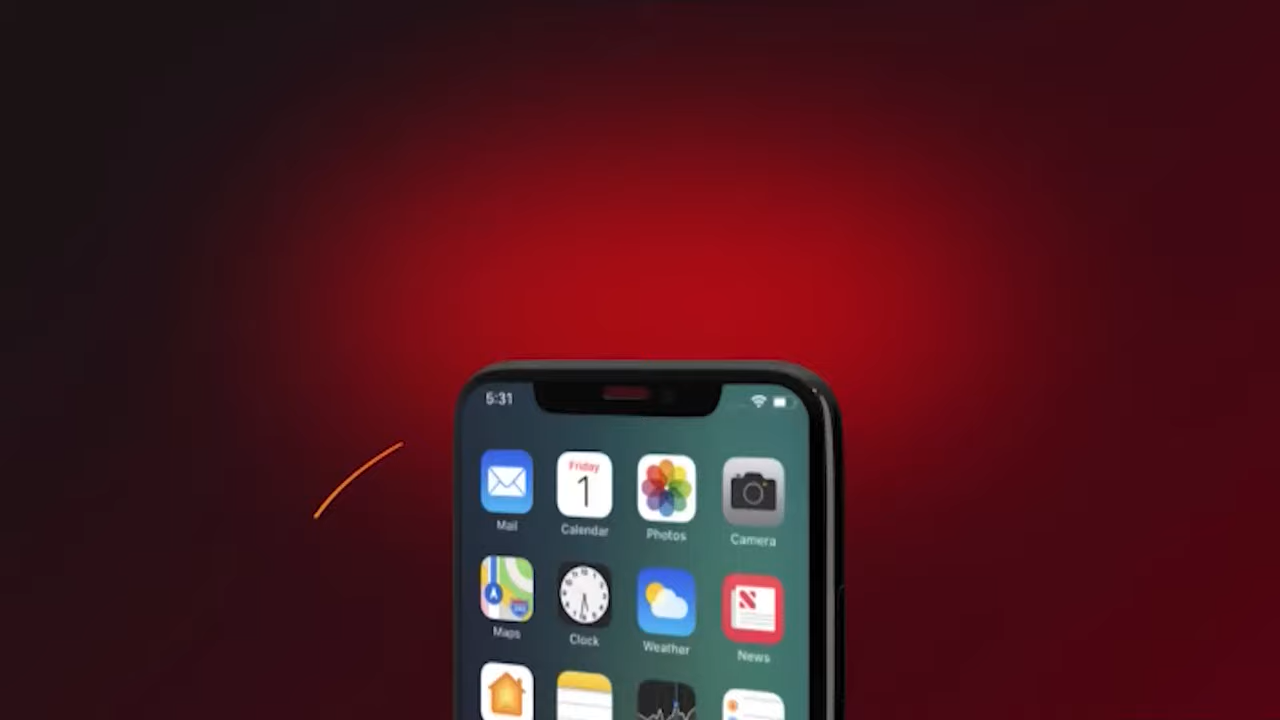 5:31
Friday
1
Mail
Calendar
Photos
Camera
Maps
Clock
Weather
News